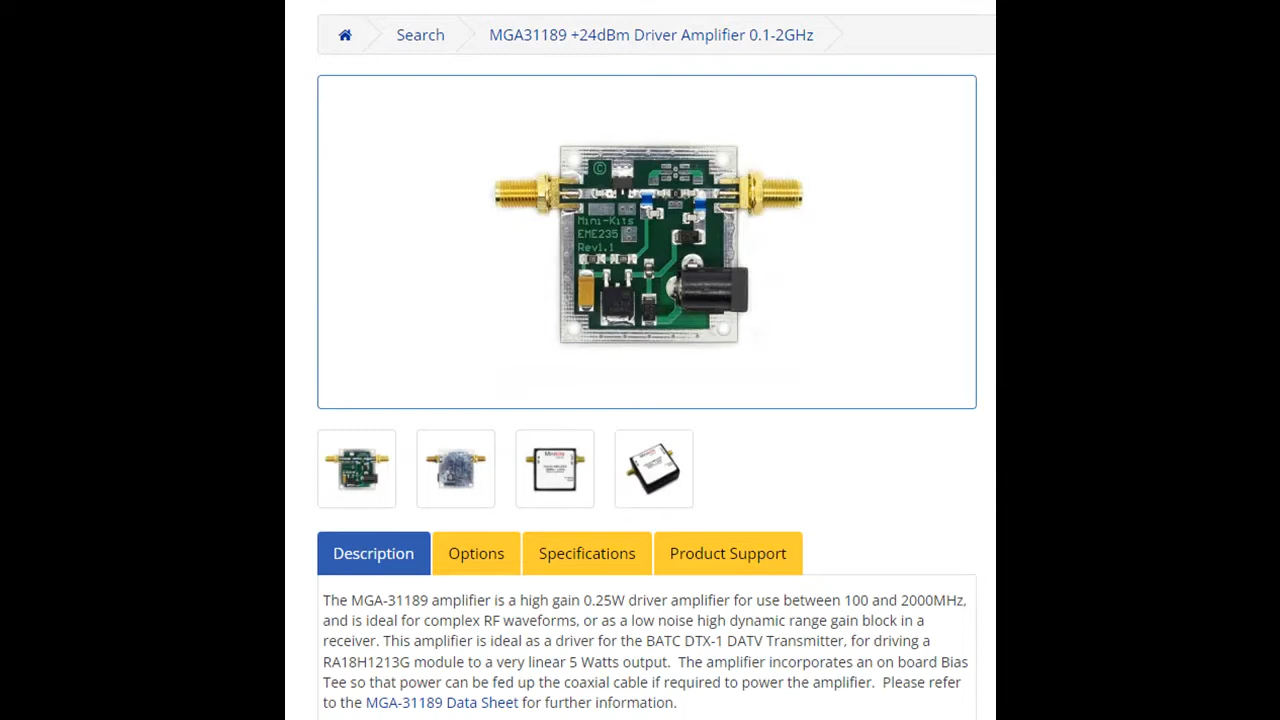 Search
MGA31189 +24dBm Driver Amplifier 0.1-2GHz
©
Mini-Kits
EME235
Rev1.1
Description
Options
Specifications
Product Support
The MGA-31189 amplifier is a high gain 0.25W driver amplifier for use between 100 and 2000MHz,
and is ideal for complex RF waveforms, or as a low noise high dynamic range gain block in a
receiver. This amplifier is ideal as a driver for the BATC DTX-1 DATV Transmitter, for driving a
RA18H1213G module to a very linear 5 Watts output.  The amplifier incorporates an on board Bias
Tee so that power can be fed up the coaxial cable if required to power the amplifier.  Please refer
to the MGA-31189 Data Sheet for further information.